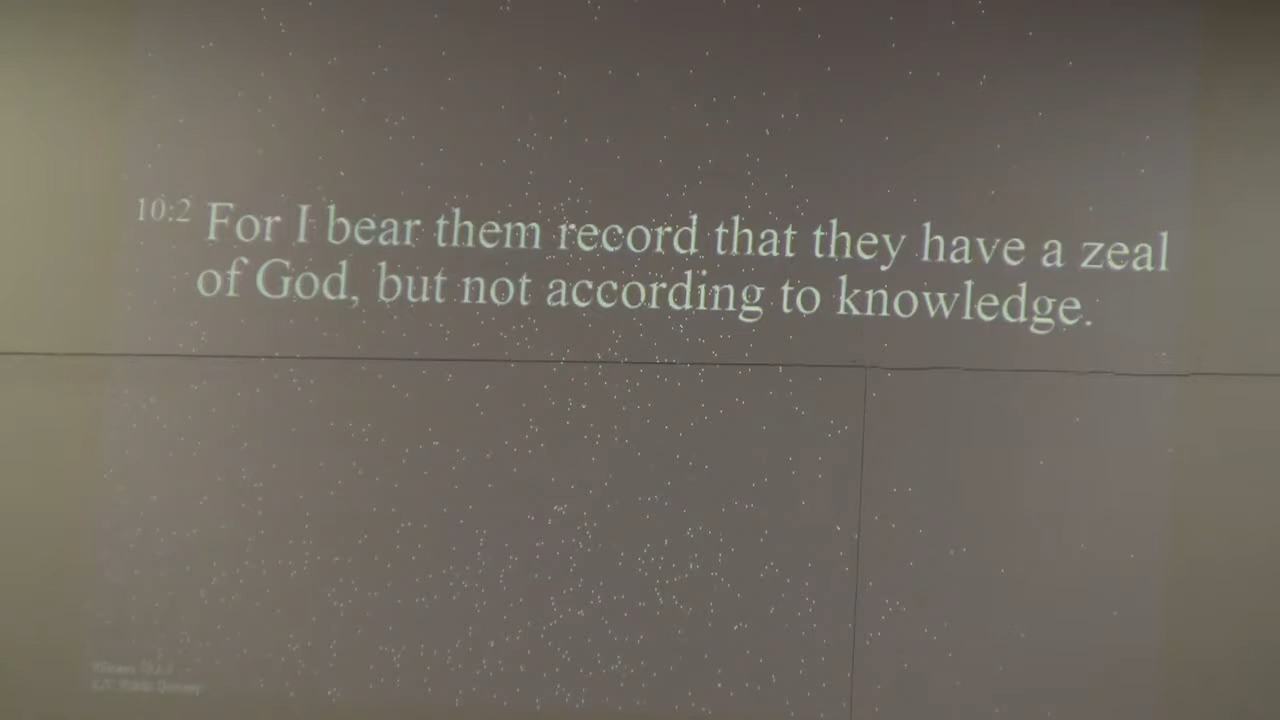 10:2 For I bear them record that they have a zeal
of God, but not according to knowledge.